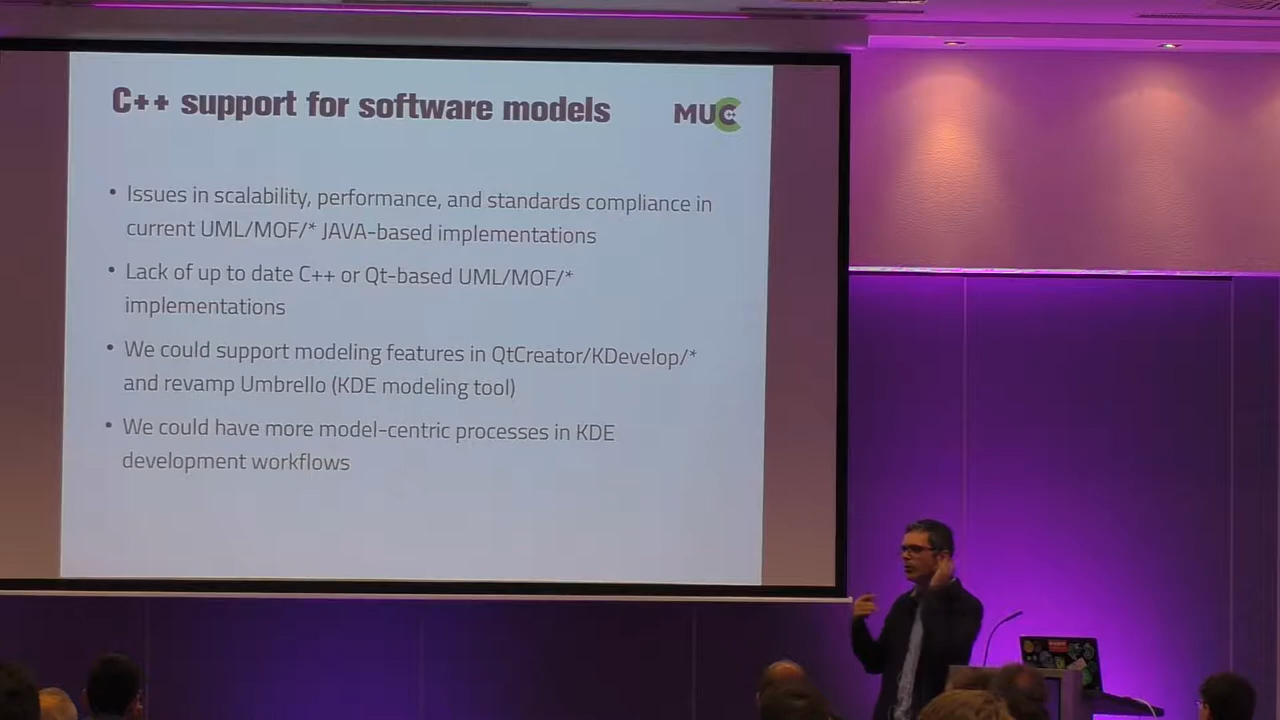 C++ support for software models
MUC
• Issues in scalability, performance, and standards compliance in
current UML/MOF/* JAVA-based implementations
• Lack of up to date C++ or Qt-based UML/MOF/*
implementations
• We could support modeling features in QtCreator/KDevelop/*
and revamp Umbrello (KDE modeling tool)
• We could have more model-centric processes in KDE
development workflows